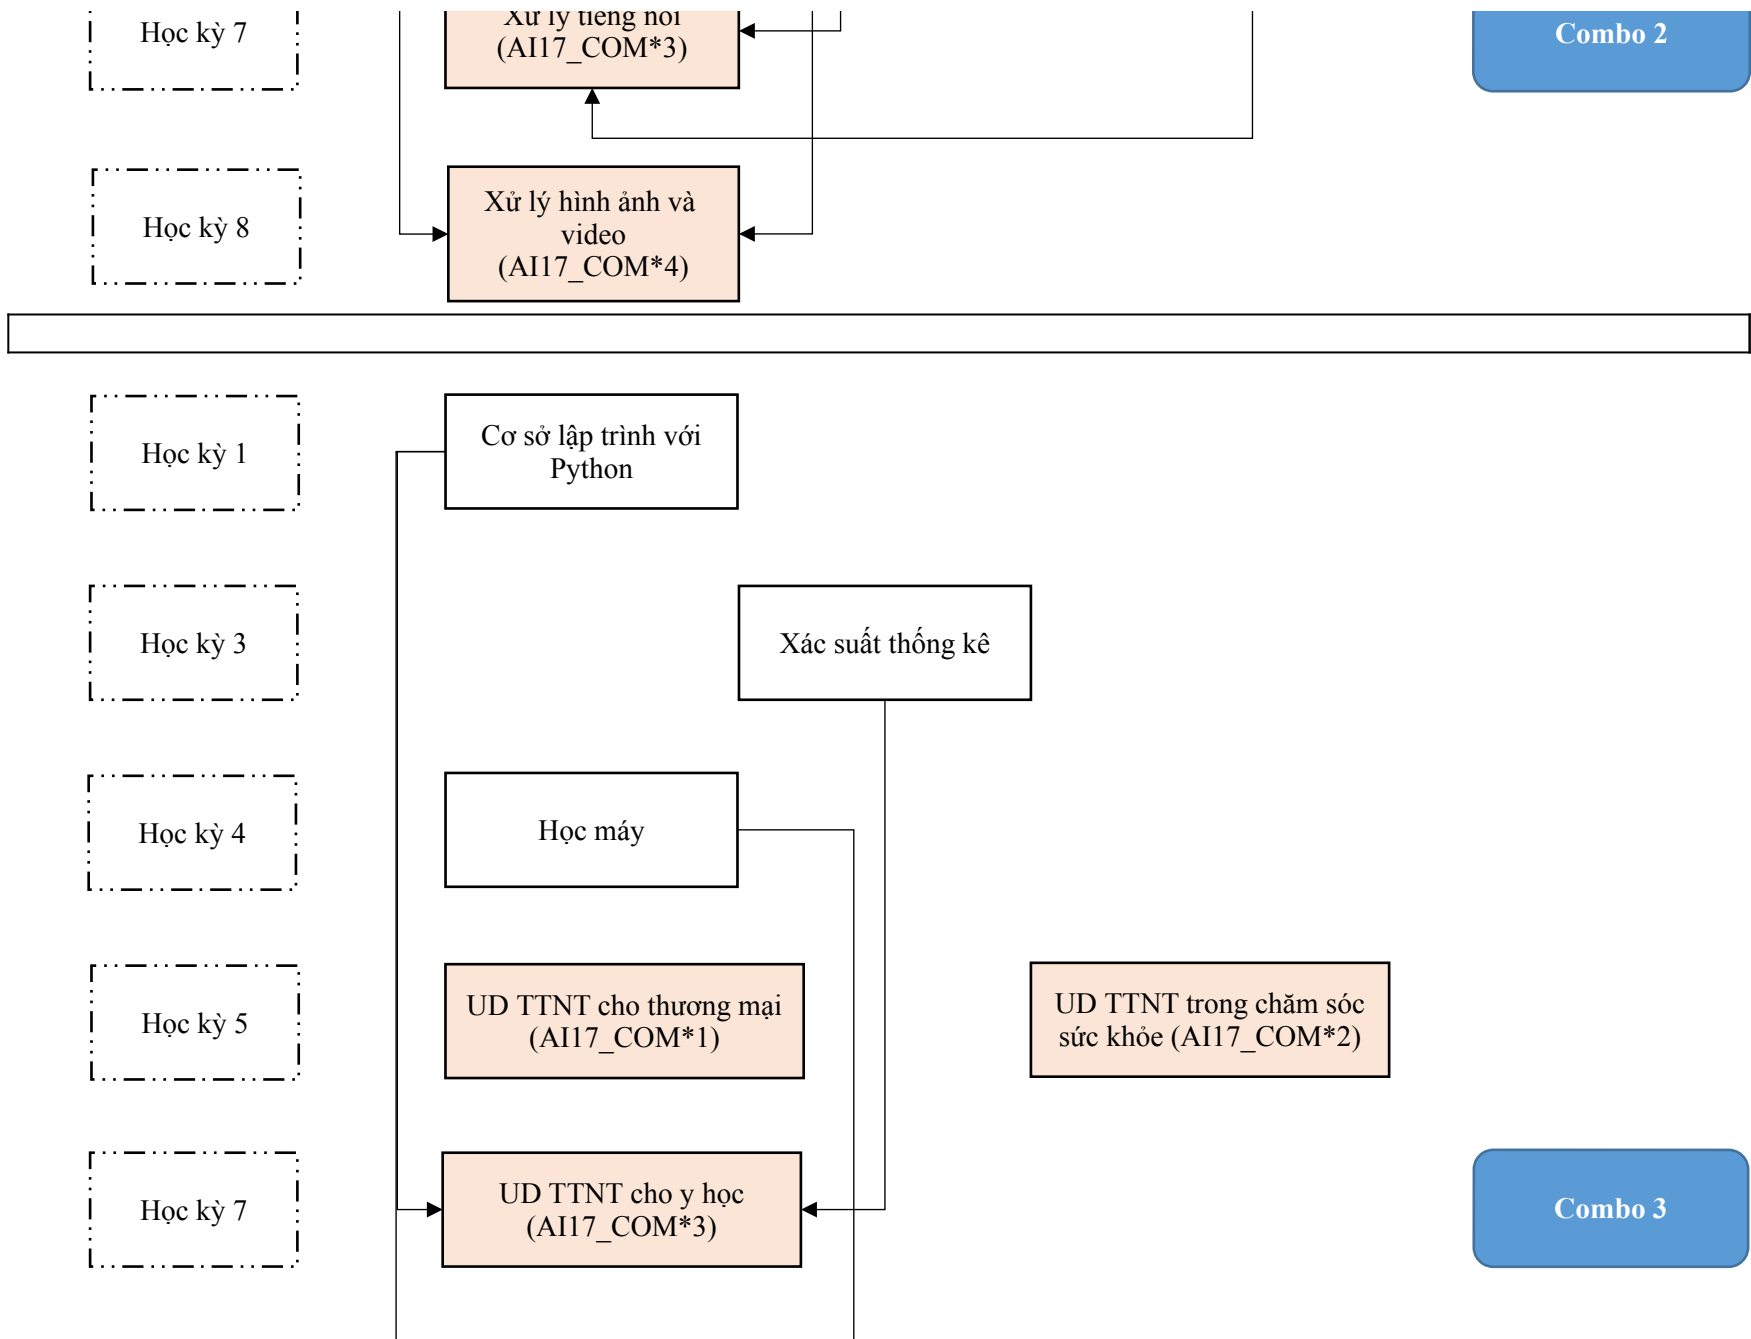 Học kỳ 7
Xử lý tiếng nói
(AI17_COM*3)
Combo 2
Học kỳ 8
Xử lý hình ảnh và
video
(AI17_COM*4)
Học kỳ 1
Cơ sở lập trình với
Python
Học kỳ 3
Xác suất thống kê
Học kỳ 4
Học máy
Học kỳ 5
UD TTNT cho thương mại
(AI17_COM*1)
UD TTNT trong chăm sóc
sức khỏe (AI17_COM*2)
Học kỳ 7
UD TTNT cho y học
(AI17_COM*3)
Combo 3